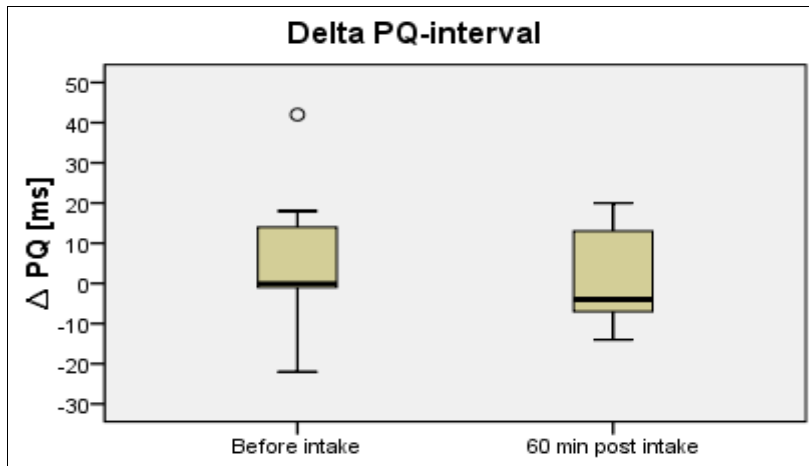 Delta PQ-interval
Δ PQ [ms]
50
40
30
20
10
0
-10
-20
-30
Before intake
60 min post intake